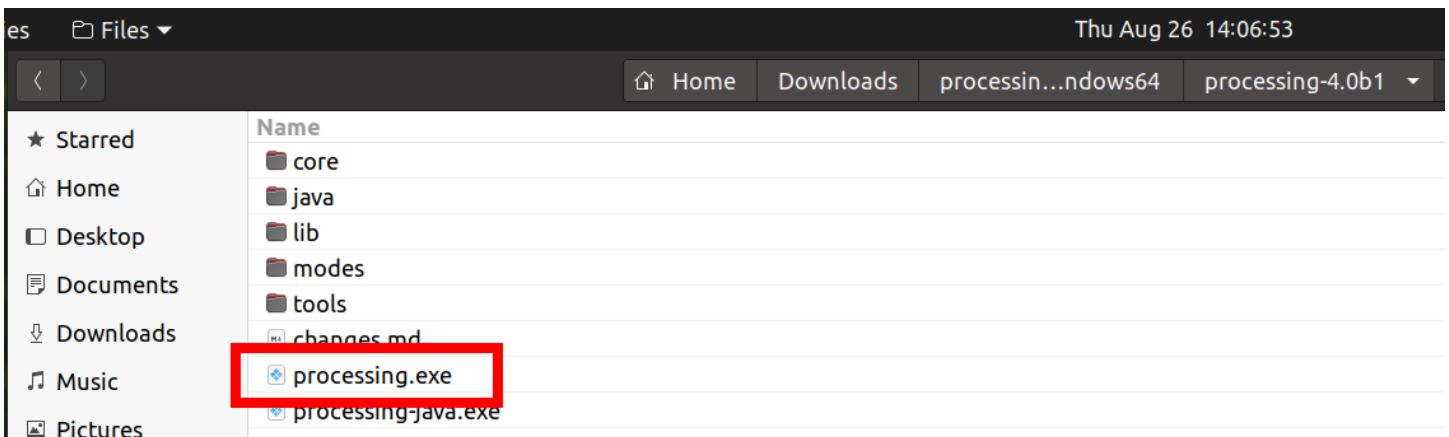 es Files Thu Aug 26 14:06:53
Home Downloads processin...ndows64 processing-4.0b1
Name
Starred
core
Home
java
Desktop
lib
modes
Documents
tools
Downloads
changes.md
Music
processing.exe
processing-java.exe
Pictures